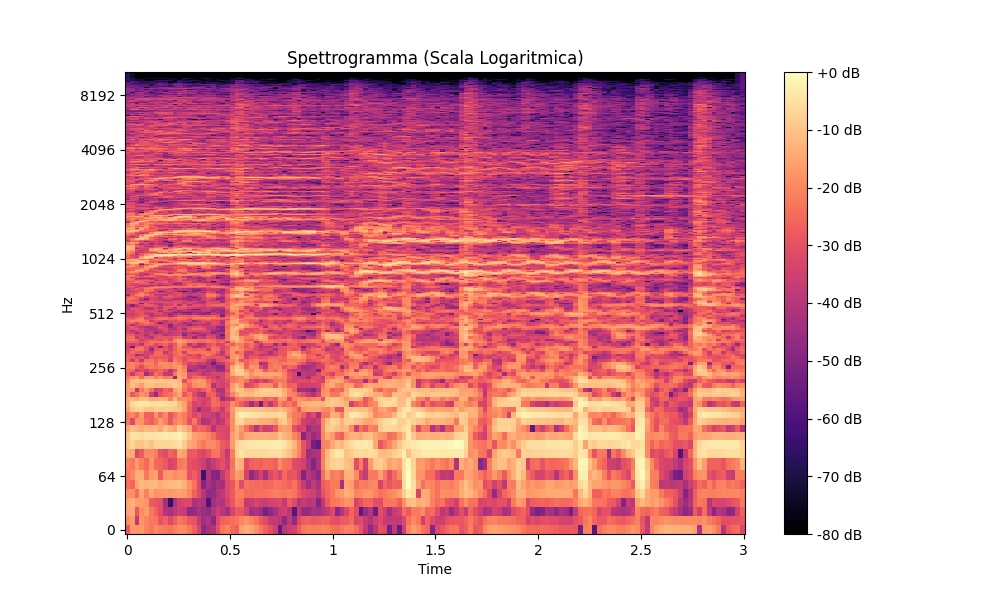 Spettrogramma (Scala Logaritmica)
8192
4096
2048
1024
512
256
128
64
0
Hz
0
0.5
1
1.5
2
2.5
3
Time
+0 dB
-10 dB
-20 dB
-30 dB
-40 dB
-50 dB
-60 dB
-70 dB
-80 dB